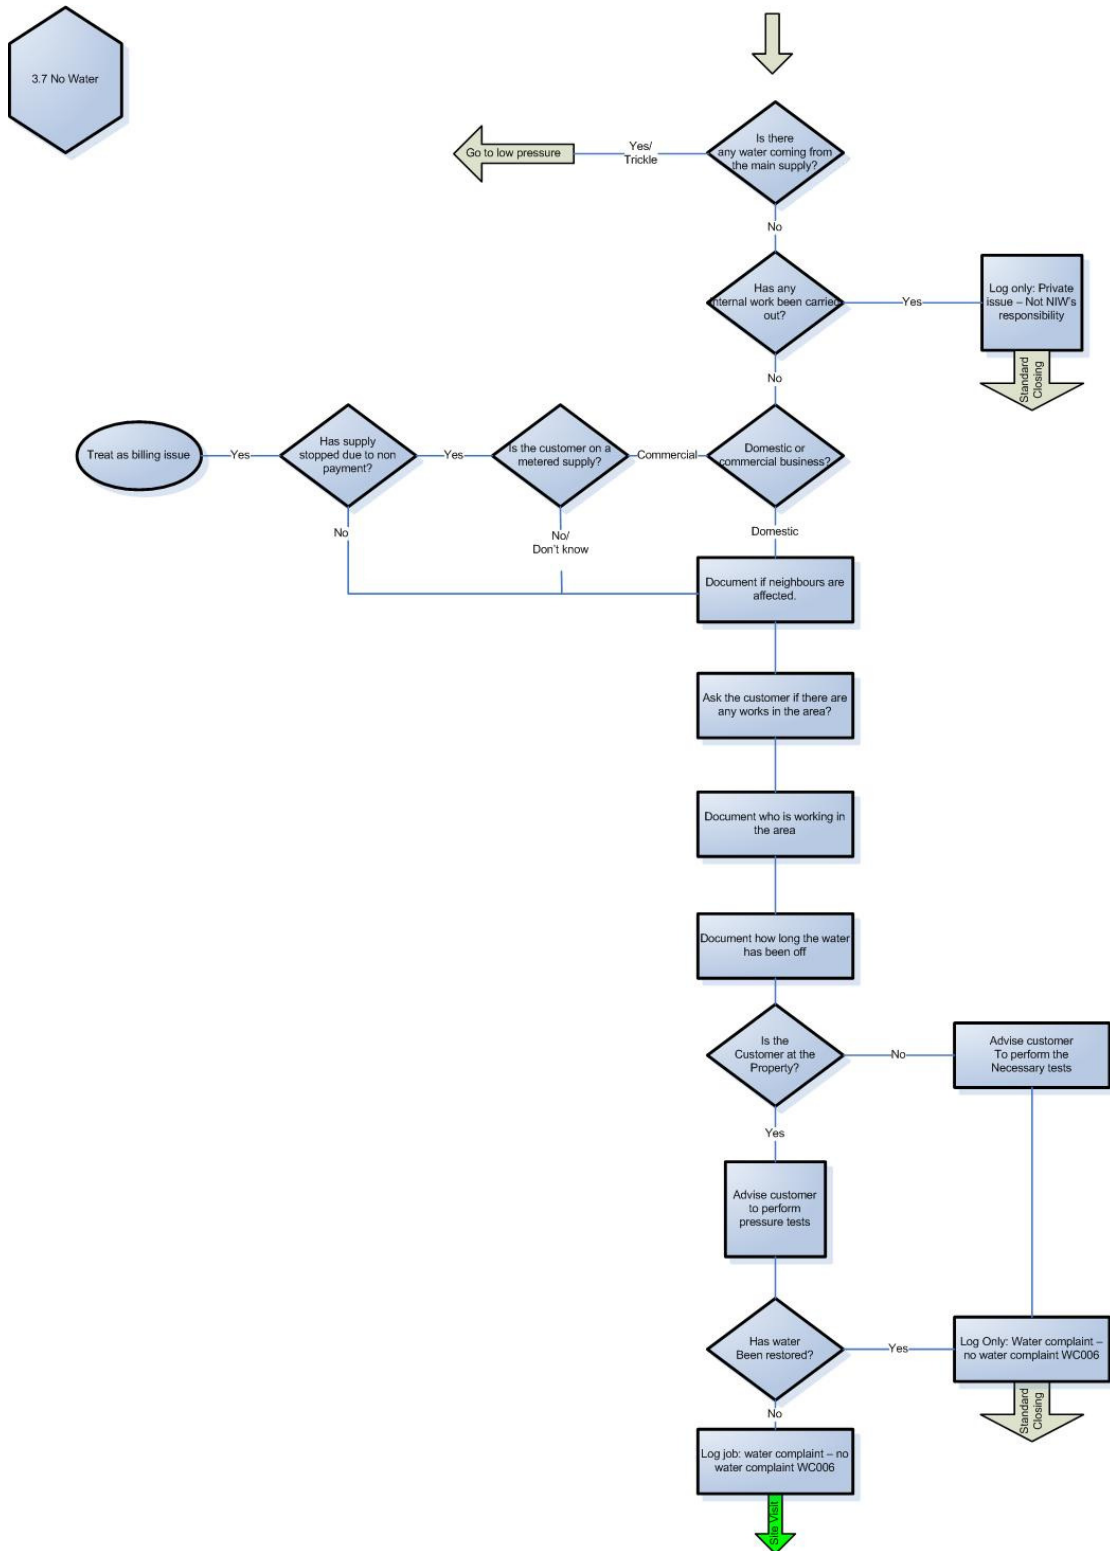 3.7 No Water
Is there
any water coming from
the main supply?
Yes/
Trickle
Go to low pressure
No
Has any
internal work been carried
out?
Yes
Log only: Private
issue – Not NIW's
responsibility
Standard
Closing
No
Domestic or
commercial business?
Commercial
Is the customer on a
metered supply?
Yes
Has supply
stopped due to non
payment?
Yes
Treat as billing issue
No
No/
Don't know
Domestic
Document if neighbours are
affected.
Ask the customer if there are
any works in the area?
Document who is working in
the area
Document how long the water
has been off
Is the
Customer at the
Property?
No
Advise customer
To perform the
Necessary tests
Yes
Advise customer
to perform
pressure tests
Has water
Been restored?
Yes
Log Only: Water complaint –
no water complaint WC006
Standard
Closing
No
Log job: water complaint – no
water complaint WC006
Site Visit